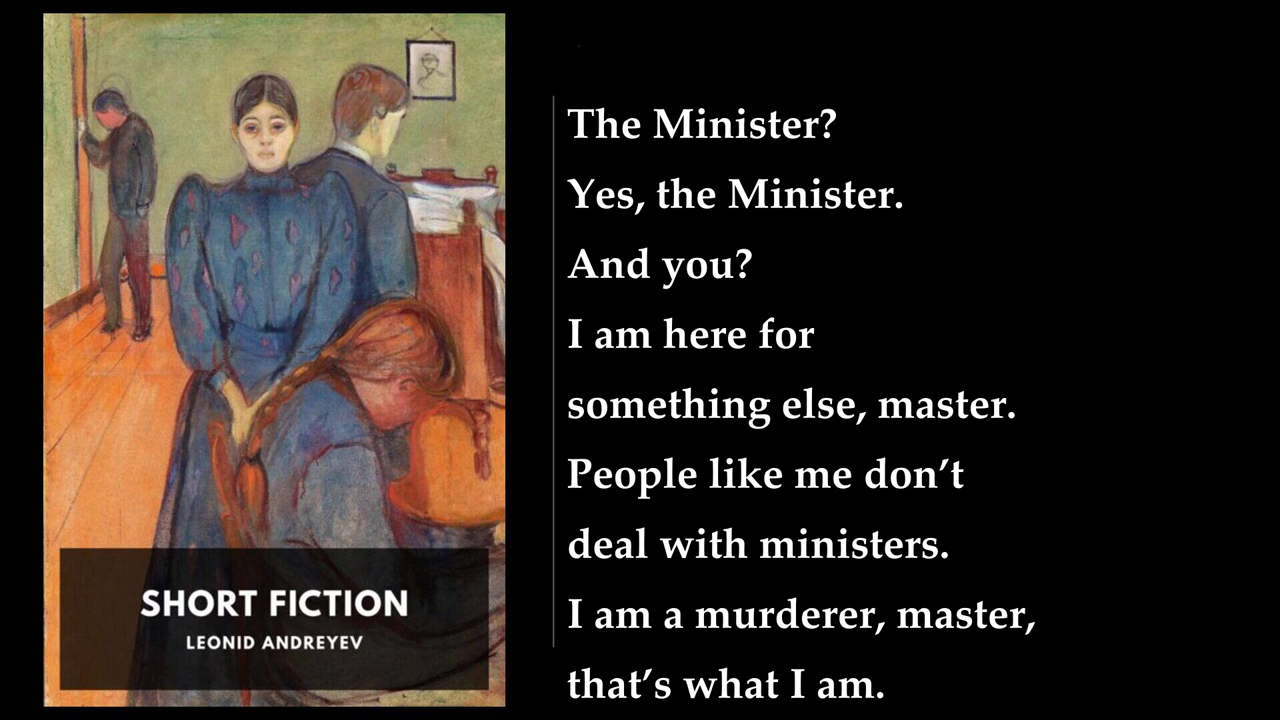 SHORT FICTION
LEONID ANDREYEV
The Minister?
Yes, the Minister.
And you?
I am here for
something else, master.
People like me don’t
deal with ministers.
I am a murderer, master,
that’s what I am.